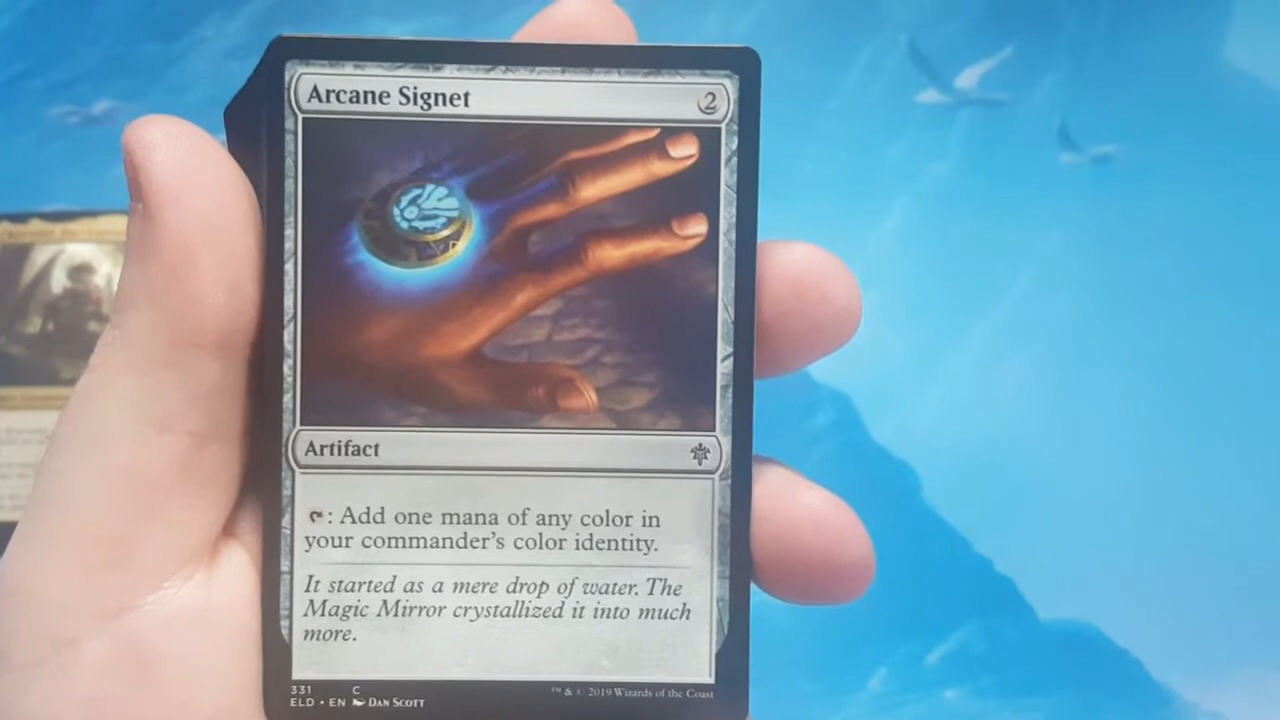 Arcane Signet 2
Artifact
: Add one mana of any color in
your commander's color identity.
It started as a mere drop of water. The
Magic Mirror crystallized it into much
more.
331 C
ELD • EN Dan Scott
™ & © 2019 Wizards of the Coast